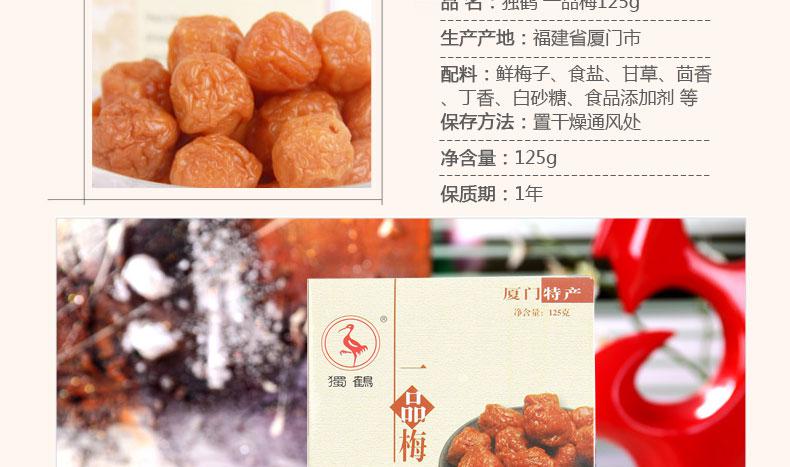 品 名：独鹤 一品梅125g
生产产地：福建省厦门市
配料：鲜梅子、食盐、甘草、茴香
、丁香、白砂糖、食品添加剂 等
保存方法：置干燥通风处
净含量：125g
保质期：1年
厦门特产
净含量：125克
®
獨鶴
一品梅